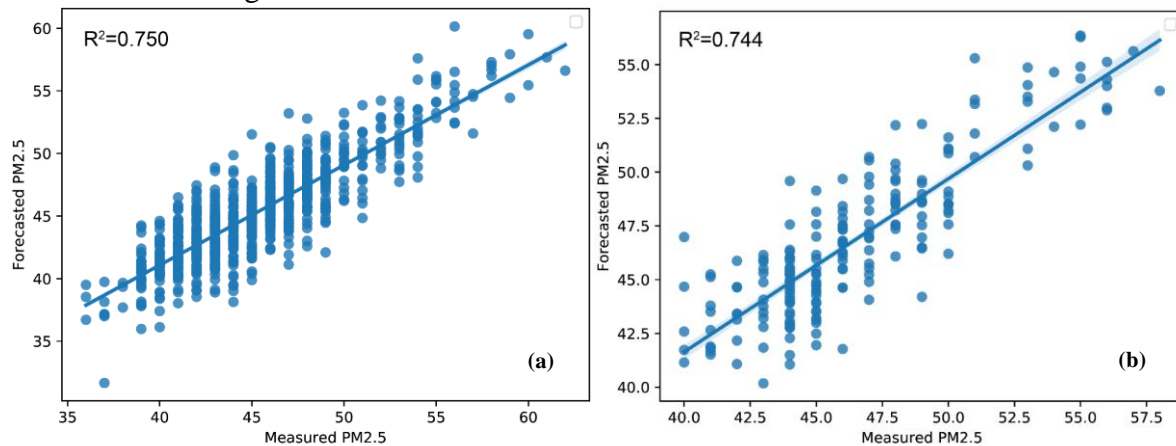 R²=0.750
60
55
50
45
40
35
Forecasted PM2.5
35 40 45 50 55 60
Measured PM2.5
(a)
R²=0.744
55.0
52.5
50.0
47.5
45.0
42.5
40.0
Forecasted PM2.5
40.0 42.5 45.0 47.5 50.0 52.5 55.0 57.5
Measured PM2.5
(b)